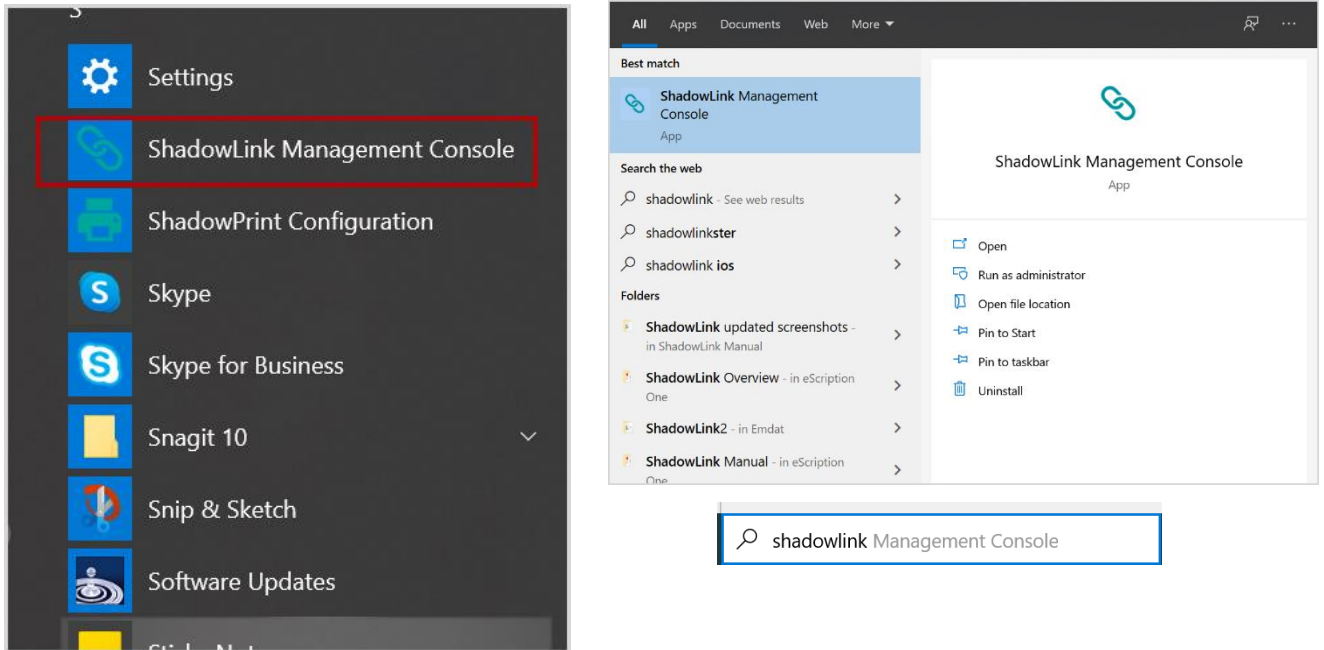 S
Settings
ShadowLink Management Console
ShadowPrint Configuration
Skype
Skype for Business
Snagit 10
Snip & Sketch
Software Updates
All Apps Documents Web More
Best match
ShadowLink Management
Console
App
Search the web
shadowlink - See web results
shadowlinkster
shadowlink ios
Folders
ShadowLink updated screenshots -
in ShadowLink Manual
ShadowLink Overview - in eScription
One
ShadowLink2 - in Emdat
ShadowLink Manual - in eScription
One
ShadowLink Management Console
App
Open
Run as administrator
Open file location
Pin to Start
Pin to taskbar
Uninstall
shadowlink Management Console